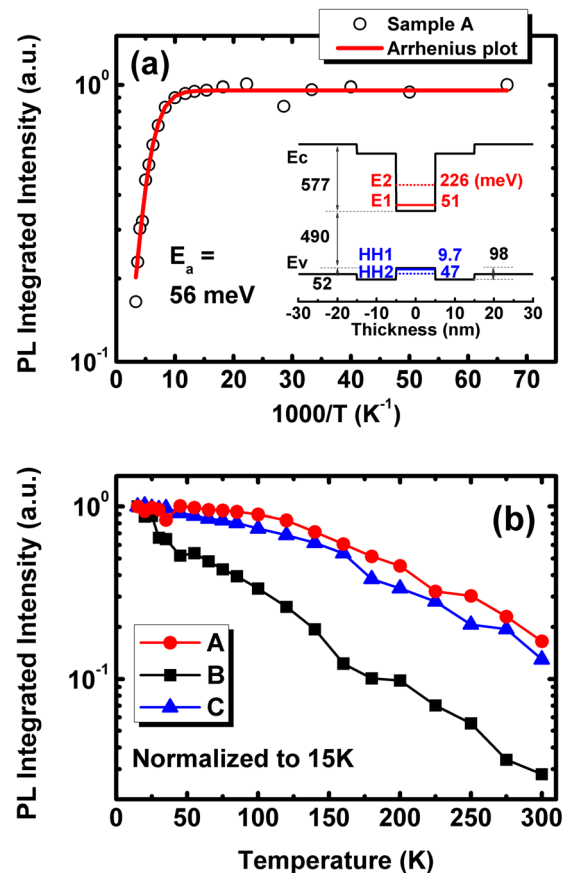 Sample A
Arrhenius plot
(a)
PL Integrated Intensity (a.u.)
10^0
10^-1
E_a =
56 meV
Ec
577
E2 226 (meV)
E1 51
490
HH1 9.7
Ev
HH2 47
98
52
-30 -20 -10 0 10 20 30
Thickness (nm)
0 10 20 30 40 50 60 70
1000/T (K^-1)
(b)
PL Integrated Intensity (a.u.)
10^0
10^-1
A
B
C
Normalized to 15K
0 50 100 150 200 250 300
Temperature (K)